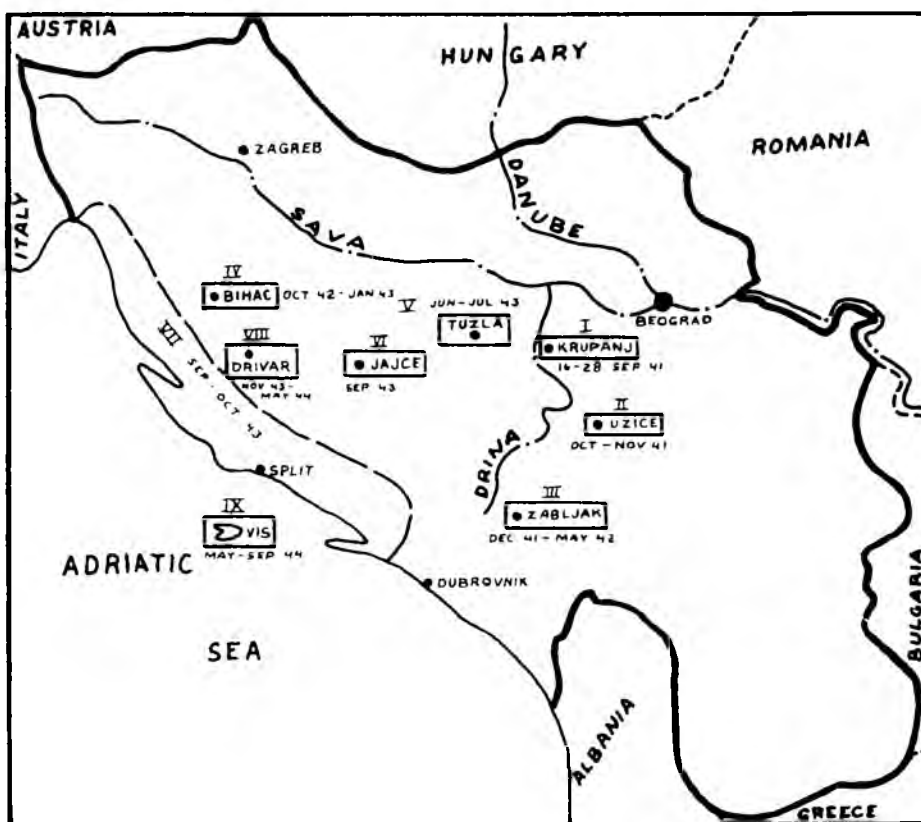 AUSTRIA
HUNGARY
ROMANIA
ZAGREB
DANUBE
SAVA
ITALY
IV
BIHAC OCT 42 - JAN 43
V JUN - JUL 43
TUZLA
BEOGRAD
VII SEP - OCT 43
VIII
DRIVAR
NOV 43 -
MAY 44
VI
JAJCE
SEP 43
I
KRUPANJ
14-28 SEP 41
II
UZICE
OCT - NOV 41
DRINA
SPLIT
III
ZABLJAK
DEC 41 - MAY 42
IX
VIS
MAY - SEP 44
ADRIATIC
SEA
DUBROVNIK
BULGARIA
ALBANIA
GREECE